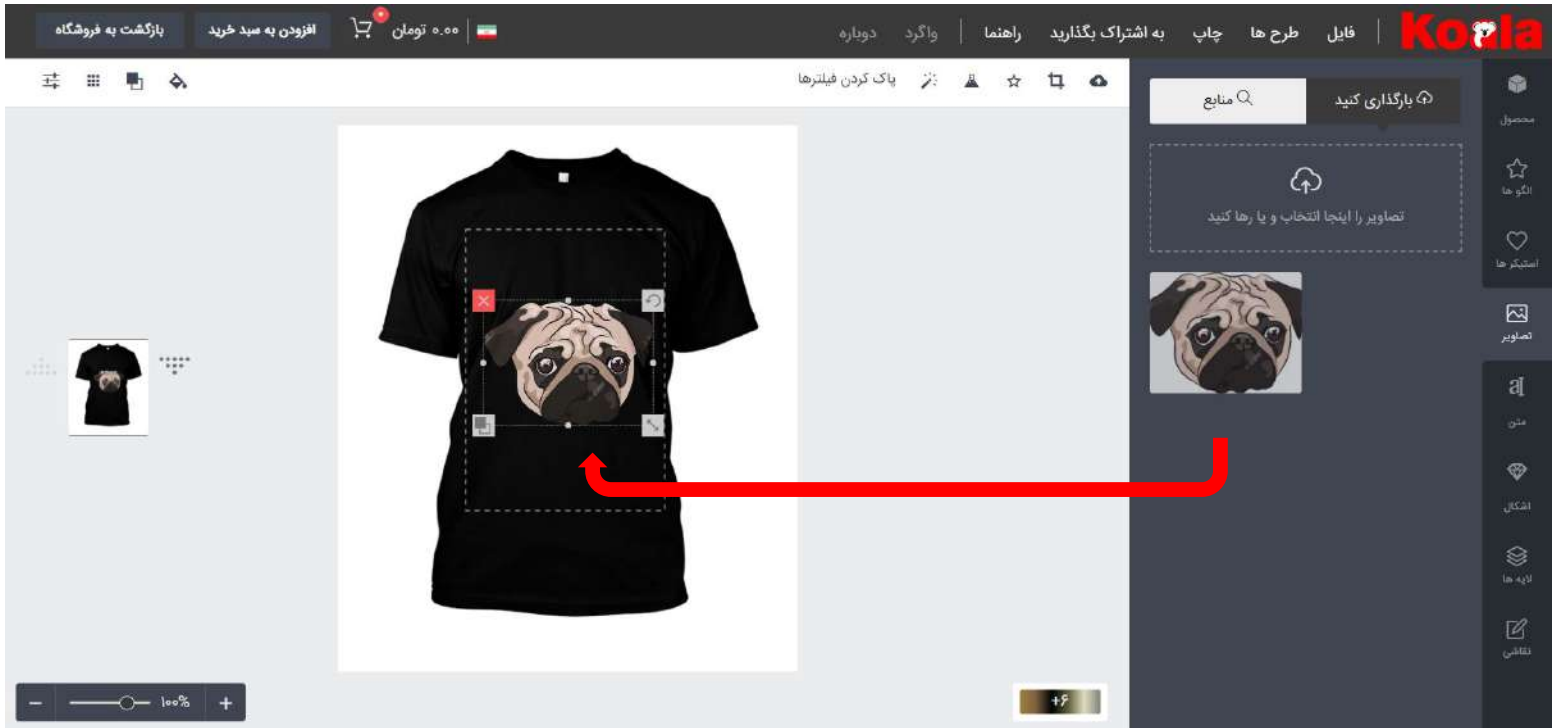 Koala
فایل
طرح ها
چاپ
به اشتراک بگذارید
راهنما
واگرد
دوباره
۰.۰۰ تومان
افزودن به سبد خرید
بازگشت به فروشگاه
پاک کردن فیلترها
بارگذاری کنید
منابع
تصاویر را اینجا انتخاب و یا رها کنید
محصول
الگو ها
استیکر ها
تصاویر
متن
اشکال
لایه ها
نقاشی
+۶
۱۰۰%